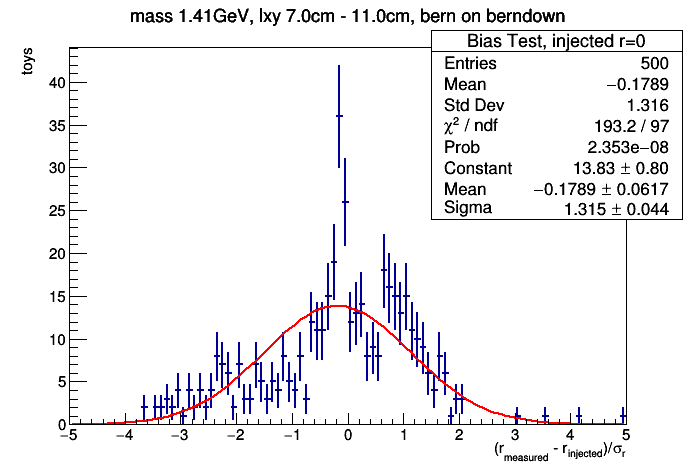 mass 1.41GeV, lxy 7.0cm - 11.0cm, bern on berndown
Bias Test, injected r=0
Entries 500
Mean −0.1789
Std Dev 1.316
χ² / ndf 193.2 / 97
Prob 2.353e−08
Constant 13.83 ± 0.80
Mean −0.1789 ± 0.0617
Sigma 1.315 ± 0.044
toys
40
35
30
25
20
15
10
5
0
−5 −4 −3 −2 −1 0 1 2 3 4 5
(r_measured - r_injected)/σ_r